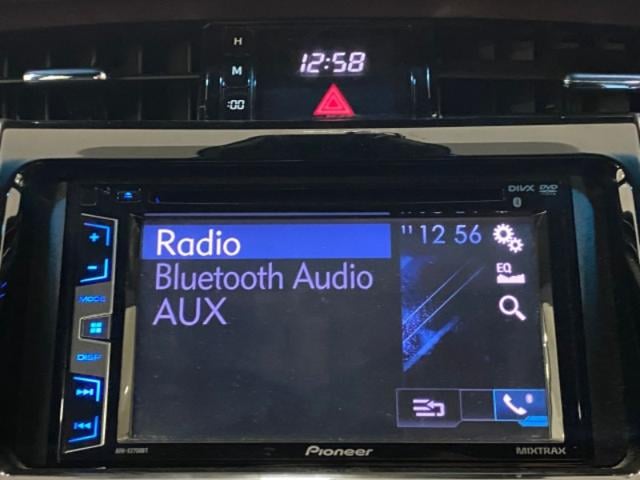 H
12:58
M
:00
DIVX DVD
Radio
12 56
Bluetooth Audio
EQ
AUX
MODE
DISP
Pioneer
MIXTRAX